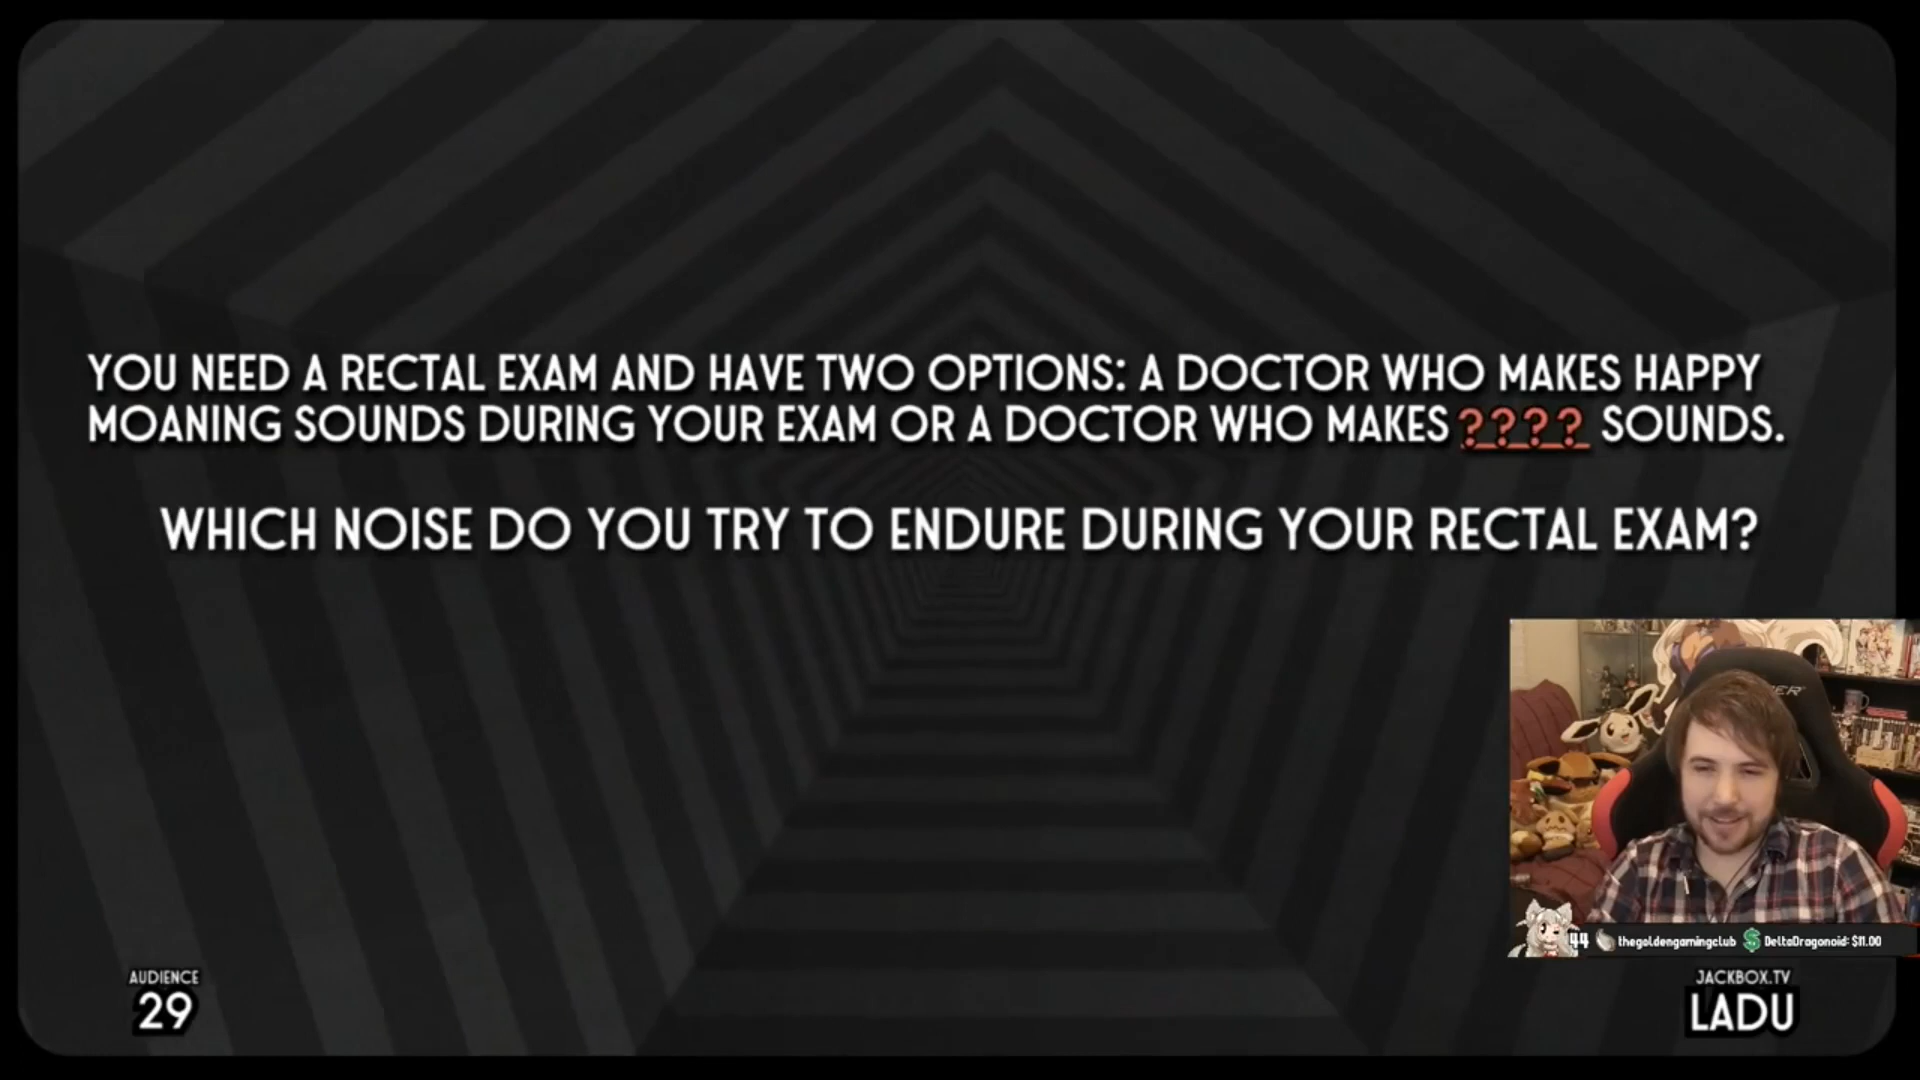 YOU NEED A RECTAL EXAM AND HAVE TWO OPTIONS: A DOCTOR WHO MAKES HAPPY
MOANING SOUNDS DURING YOUR EXAM OR A DOCTOR WHO MAKES ???? SOUNDS.
WHICH NOISE DO YOU TRY TO ENDURE DURING YOUR RECTAL EXAM?
44 thegoldengamingclub DeltaDragonoid: $11.00
AUDIENCE
29
JACKBOX.TV
LADU